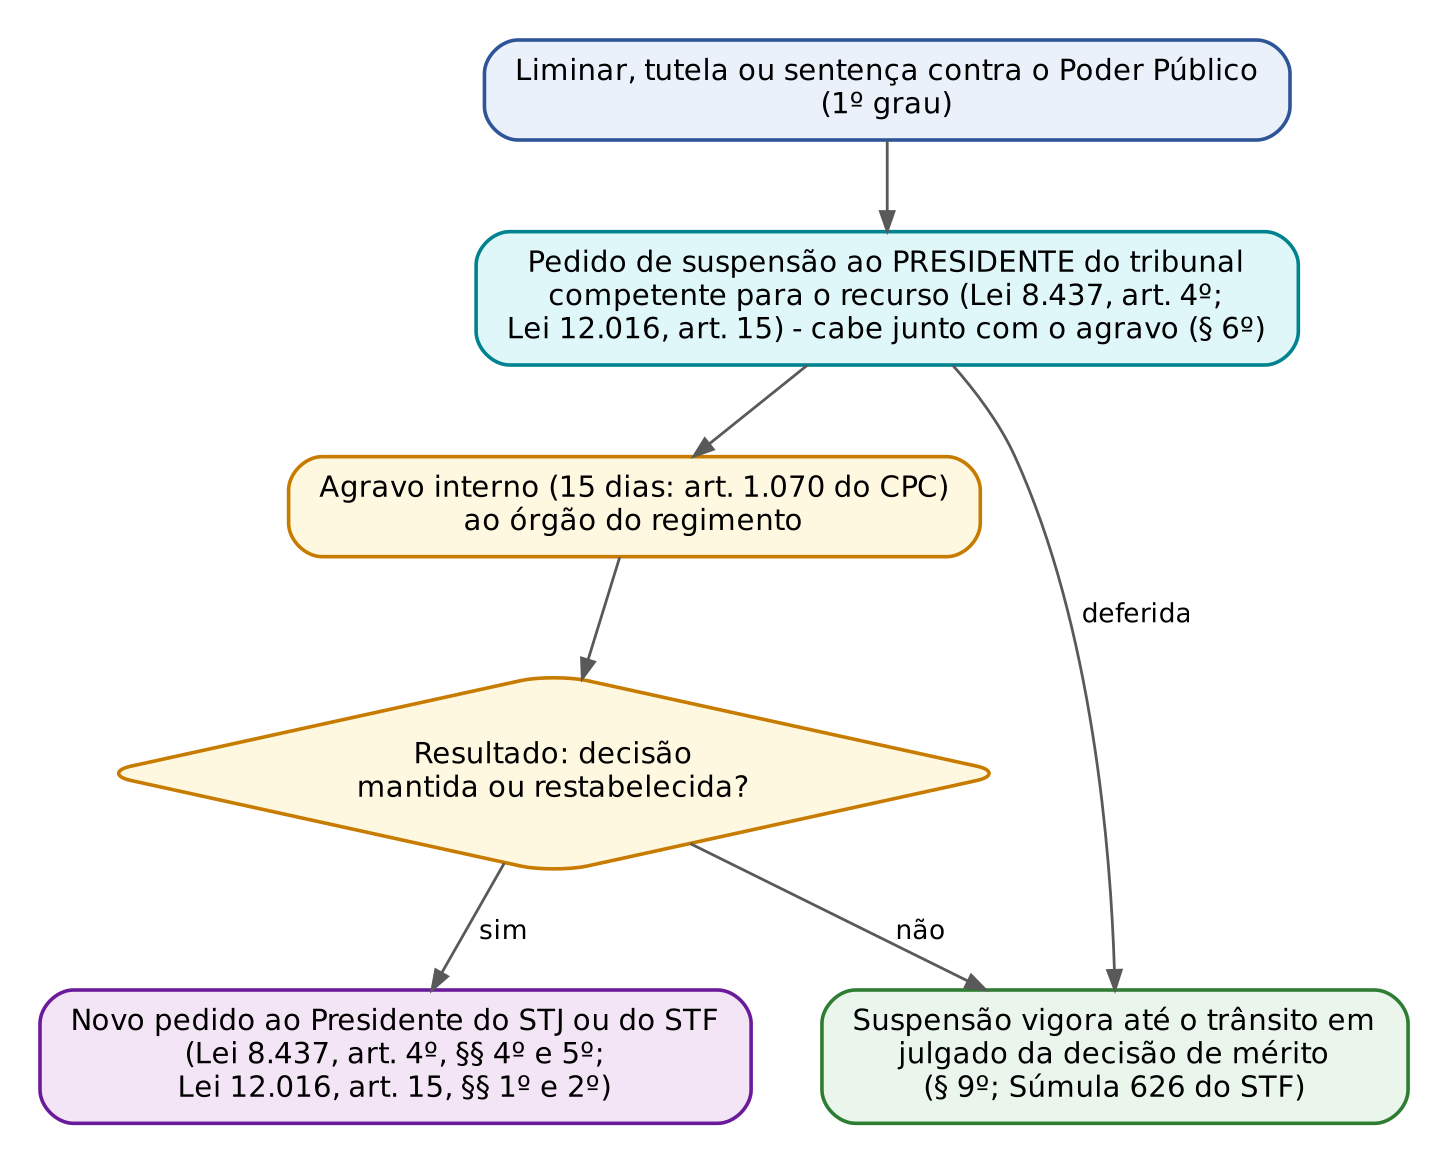 Liminar, tutela ou sentença contra o Poder Público
(1º grau)
Pedido de suspensão ao PRESIDENTE do tribunal
competente para o recurso (Lei 8.437, art. 4º;
Lei 12.016, art. 15) - cabe junto com o agravo (§ 6º)
Agravo interno (15 dias: art. 1.070 do CPC)
ao órgão do regimento
deferida
Resultado: decisão
mantida ou restabelecida?
sim
não
Novo pedido ao Presidente do STJ ou do STF
(Lei 8.437, art. 4º, §§ 4º e 5º;
Lei 12.016, art. 15, §§ 1º e 2º)
Suspensão vigora até o trânsito em
julgado da decisão de mérito
(§ 9º; Súmula 626 do STF)